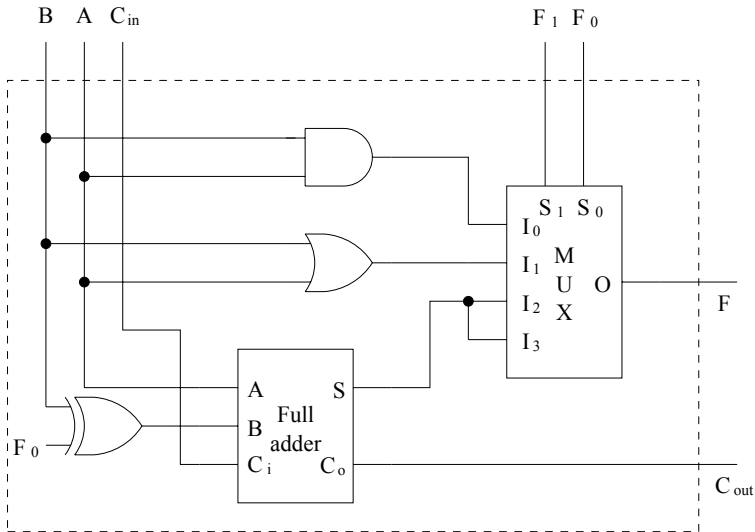 B A Cin F1 F0
S1 S0
I0
I1 M
U O
I2 X
I3
F
A S
B Full
adder
Ci Co
F0
Cout